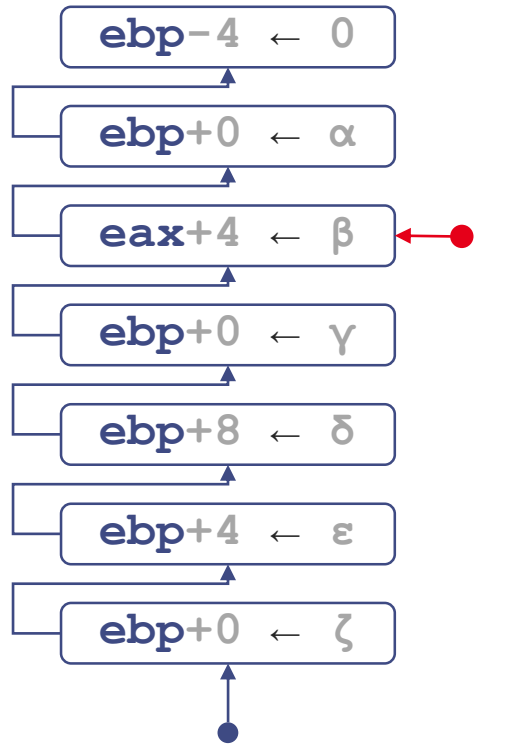 ebp-4 ← 0
ebp+0 ← α
eax+4 ← β
ebp+0 ← γ
ebp+8 ← δ
ebp+4 ← ε
ebp+0 ← ζ